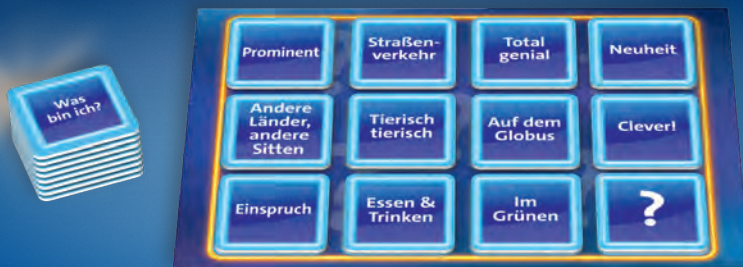 Was
bin ich?
Prominent
Straßen-
verkehr
Total
genial
Neuheit
Andere
Länder,
andere
Sitten
Tierisch
tierisch
Auf dem
Globus
Clever!
Einspruch
Essen &
Trinken
Im
Grünen
?